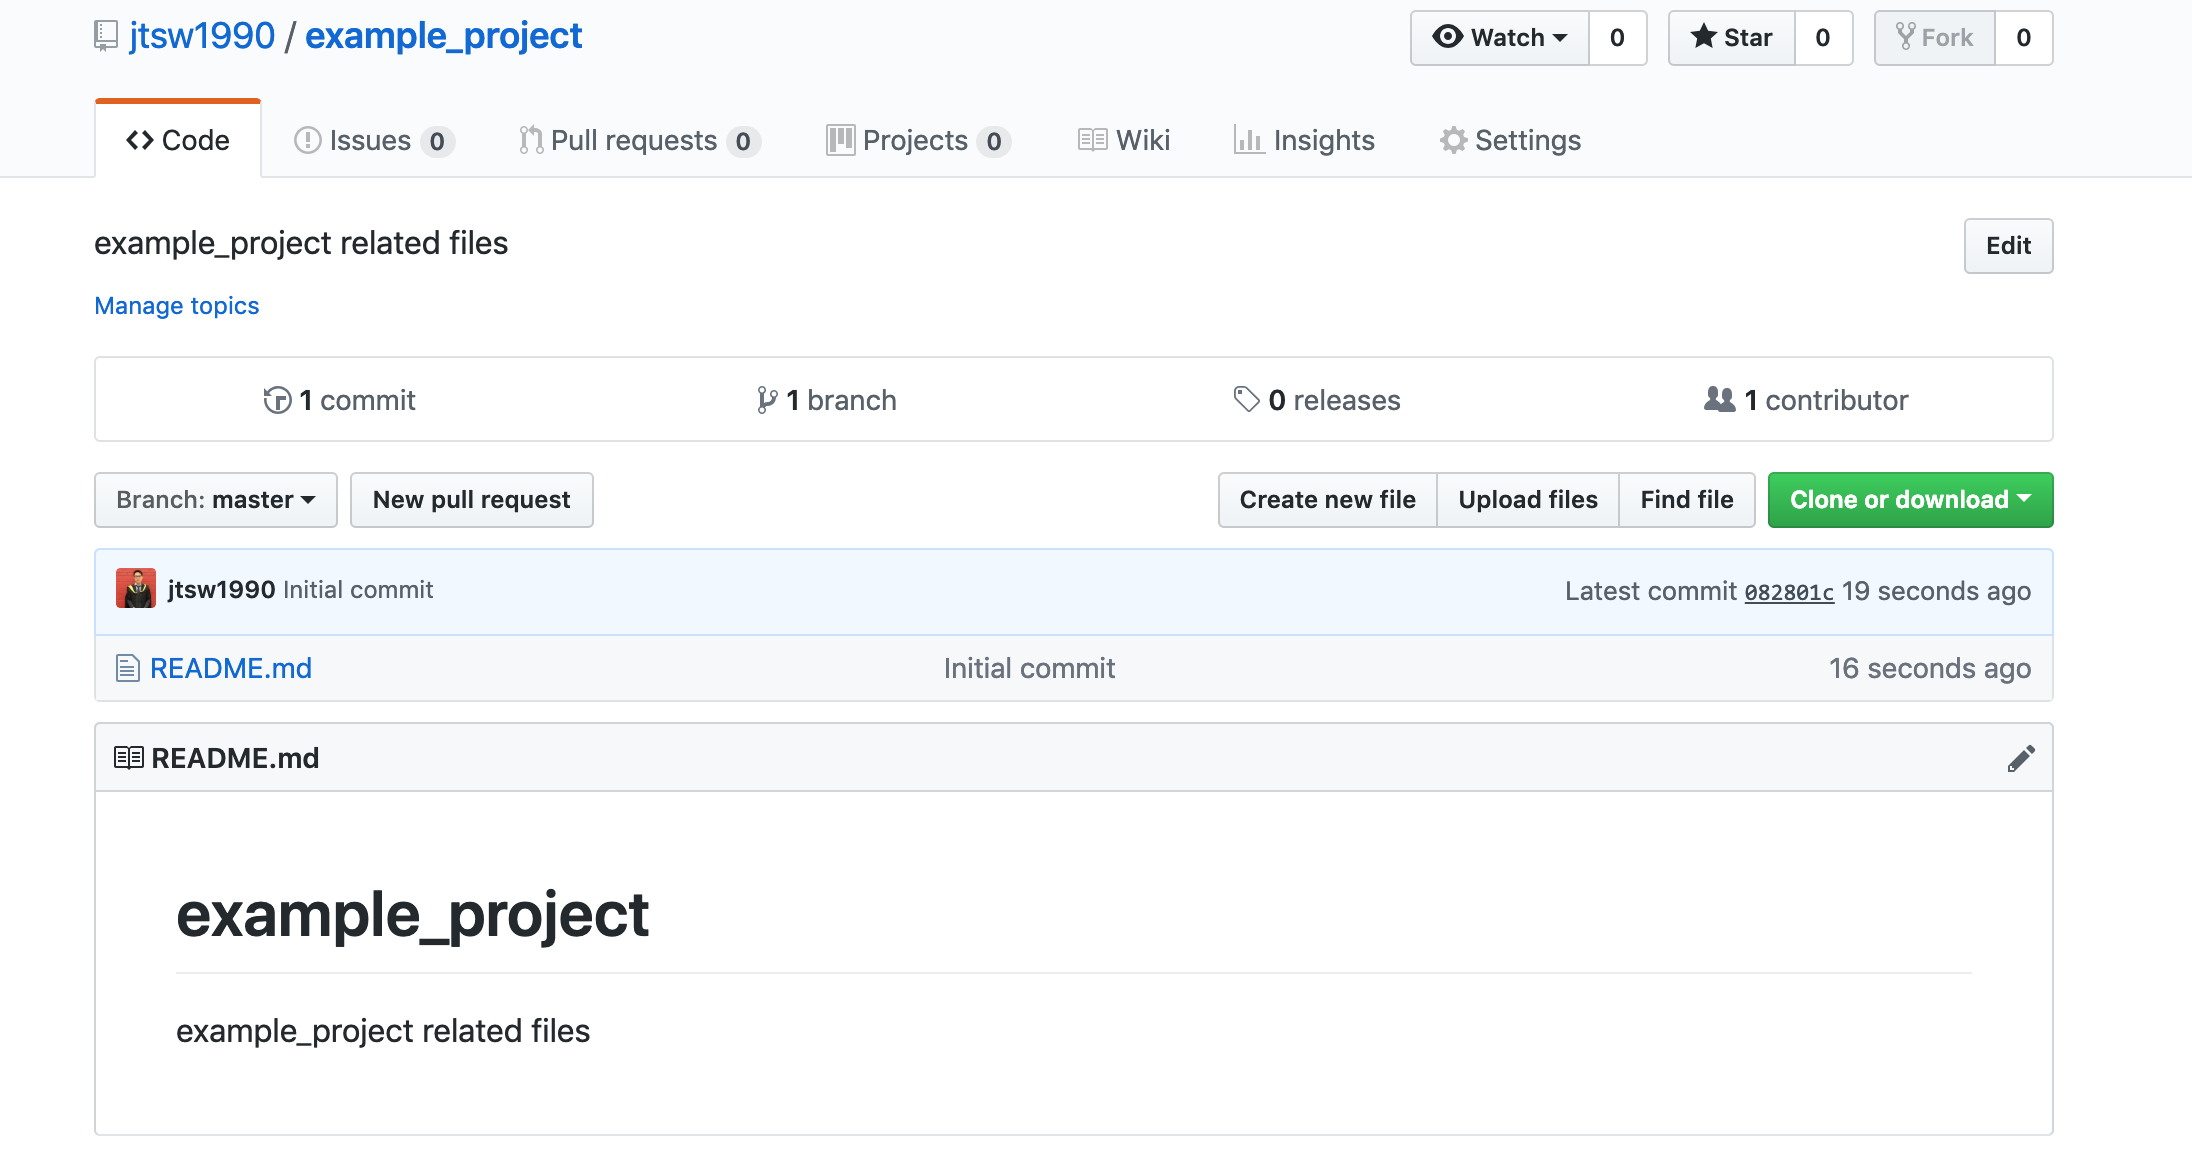 jtsw1990 / example_project
Watch 0 Star 0 Fork 0
Code Issues 0 Pull requests 0 Projects 0 Wiki Insights Settings
example_project related files
Edit
Manage topics
1 commit 1 branch 0 releases 1 contributor
Branch: master New pull request Create new file Upload files Find file Clone or download
jtsw1990 Initial commit Latest commit 082801c 19 seconds ago
README.md Initial commit 16 seconds ago
README.md
example_project
example_project related files